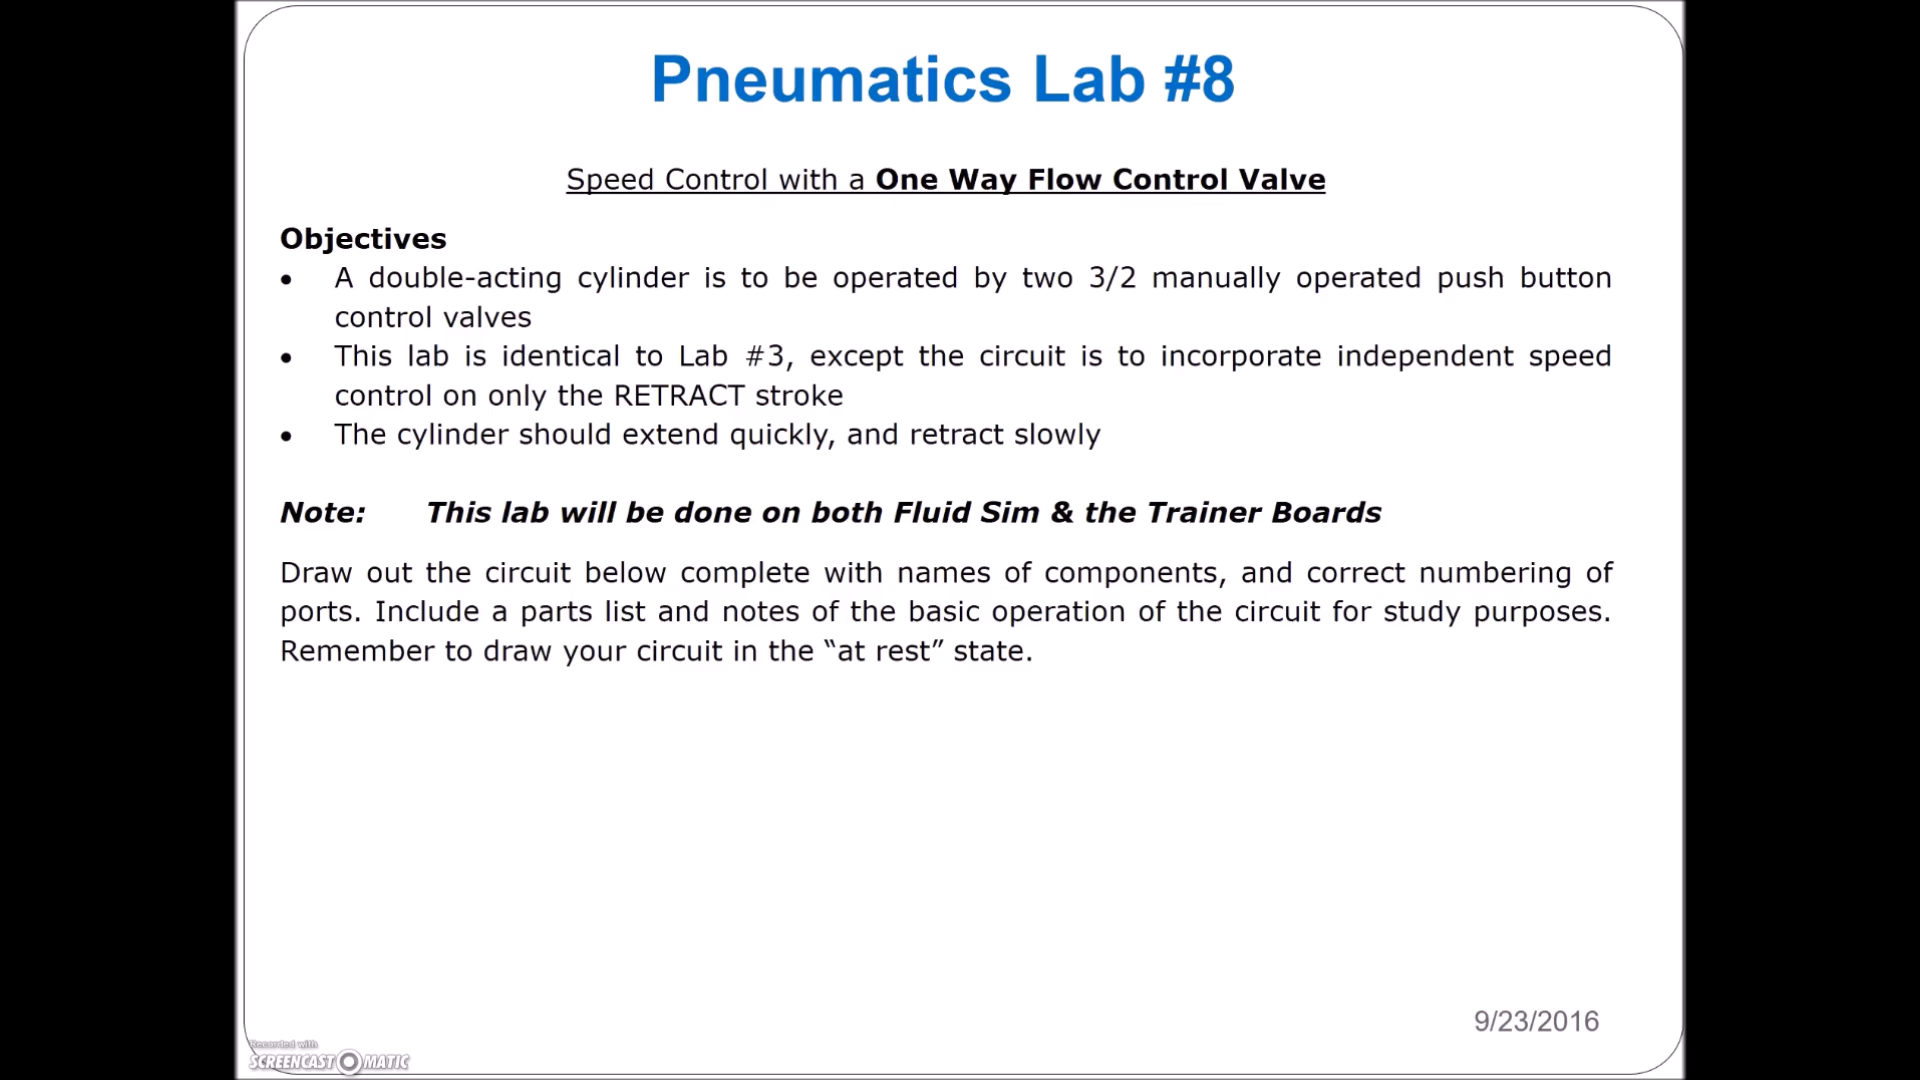 Pneumatics Lab #8
Speed Control with a One Way Flow Control Valve
Objectives
• A double-acting cylinder is to be operated by two 3/2 manually operated push button
control valves
• This lab is identical to Lab #3, except the circuit is to incorporate independent speed
control on only the RETRACT stroke
• The cylinder should extend quickly, and retract slowly
Note: This lab will be done on both Fluid Sim & the Trainer Boards
Draw out the circuit below complete with names of components, and correct numbering of
ports. Include a parts list and notes of the basic operation of the circuit for study purposes.
Remember to draw your circuit in the “at rest” state.
9/23/2016
Recorded with
SCREENCAST MATIC